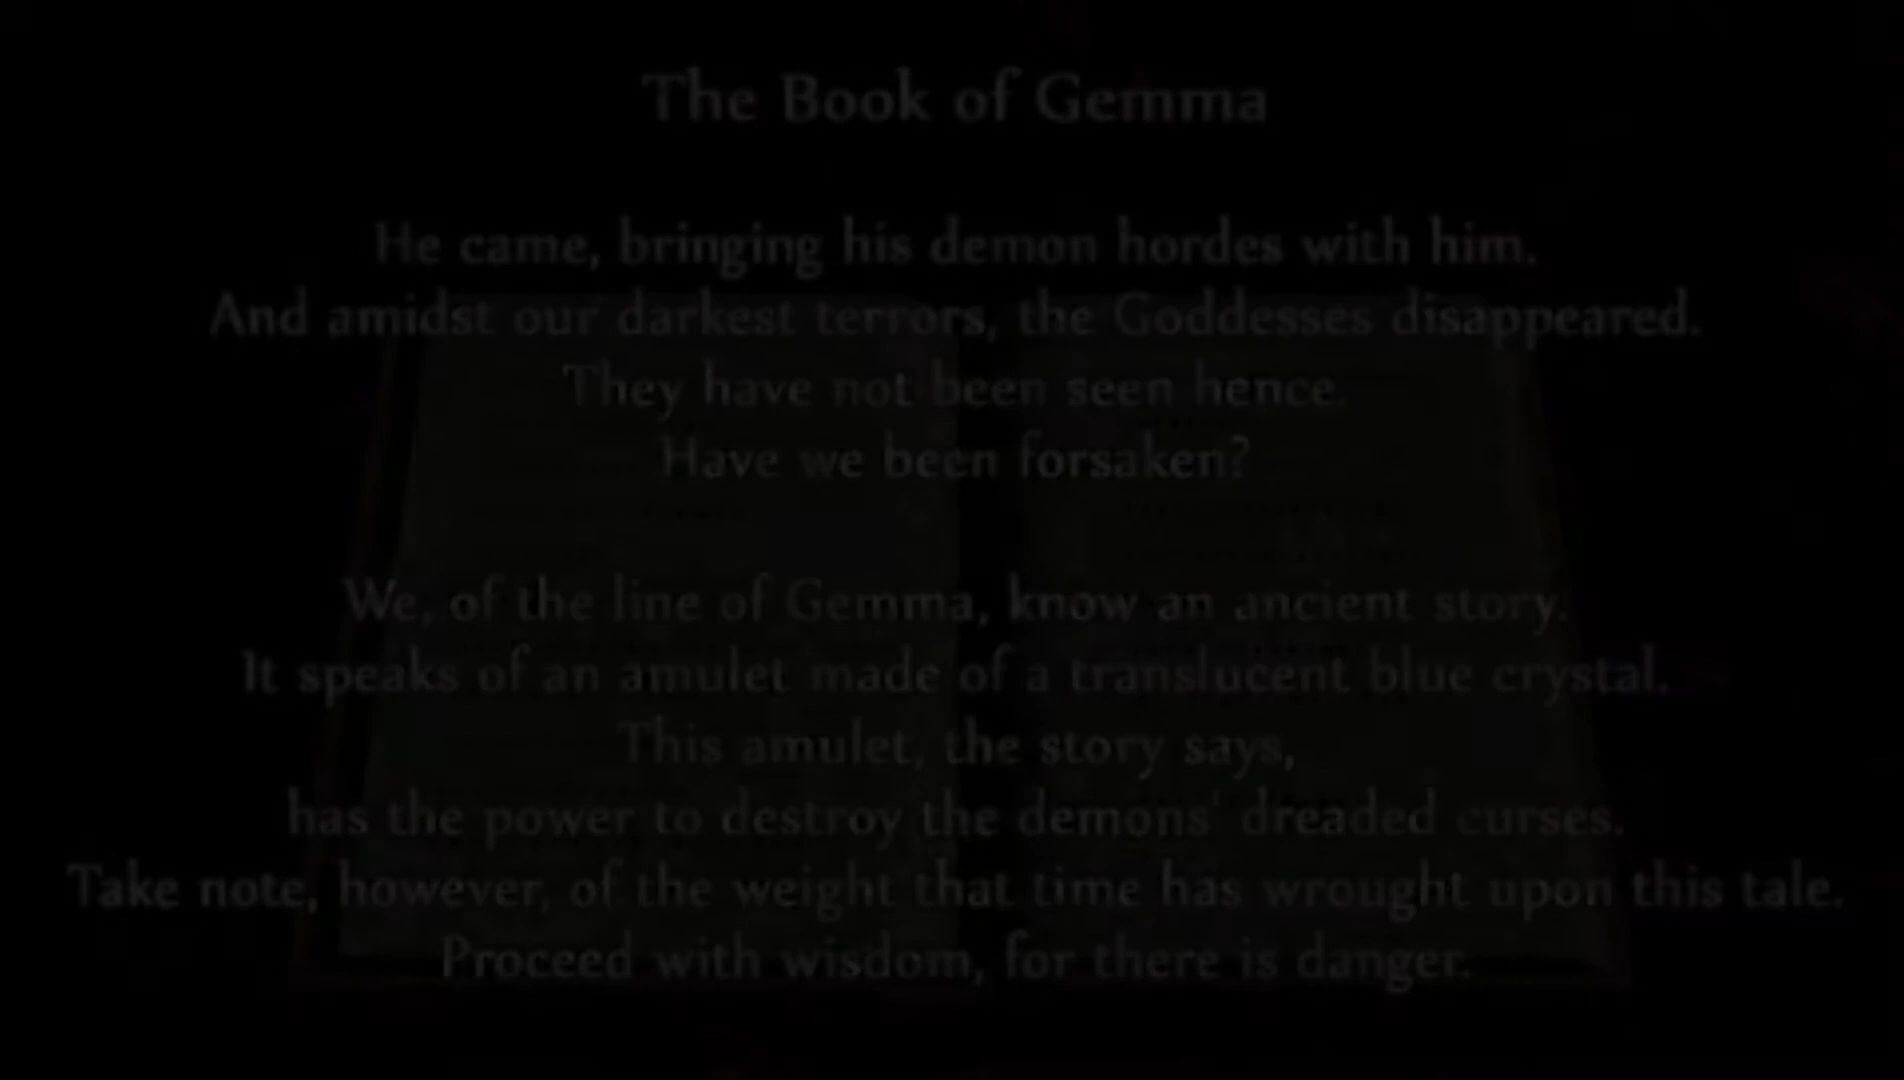 The Book of Gemma
He came, bringing his demon hordes with him.
And amidst our darkest terrors, the Goddesses disappeared.
They have not been seen hence.
Have we been forsaken?
We, of the line of Gemma, know an ancient story.
It speaks of an amulet made of a translucent blue crystal.
This amulet, the story says,
has the power to destroy the demons' dreaded curses.
Take note, however, of the weight that time has wrought upon this tale.
Proceed with wisdom, for there is danger.